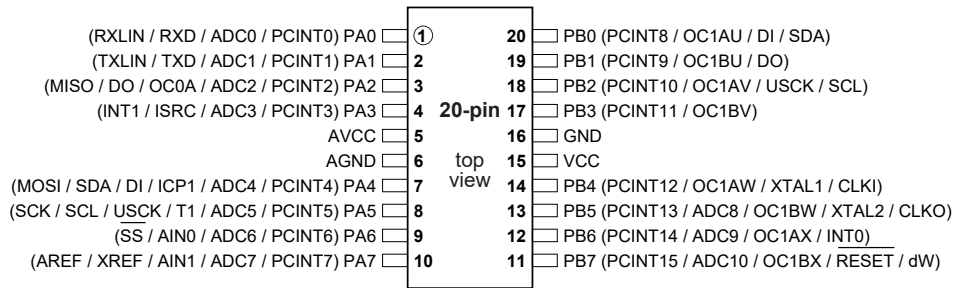 (RXLIN / RXD / ADC0 / PCINT0) PA0 1 20 PB0 (PCINT8 / OC1AU / DI / SDA)
(TXLIN / TXD / ADC1 / PCINT1) PA1 2 19 PB1 (PCINT9 / OC1BU / DO)
(MISO / DO / OC0A / ADC2 / PCINT2) PA2 3 18 PB2 (PCINT10 / OC1AV / USCK / SCL)
(INT1 / ISRC / ADC3 / PCINT3) PA3 4 20-pin 17 PB3 (PCINT11 / OC1BV)
AVCC 5 16 GND
AGND 6 top 15 VCC
view
(MOSI / SDA / DI / ICP1 / ADC4 / PCINT4) PA4 7 14 PB4 (PCINT12 / OC1AW / XTAL1 / CLKI)
(SCK / SCL / USCK / T1 / ADC5 / PCINT5) PA5 8 13 PB5 (PCINT13 / ADC8 / OC1BW / XTAL2 / CLKO)
(SS / AIN0 / ADC6 / PCINT6) PA6 9 12 PB6 (PCINT14 / ADC9 / OC1AX / INT0)
(AREF / XREF / AIN1 / ADC7 / PCINT7) PA7 10 11 PB7 (PCINT15 / ADC10 / OC1BX / RESET / dW)